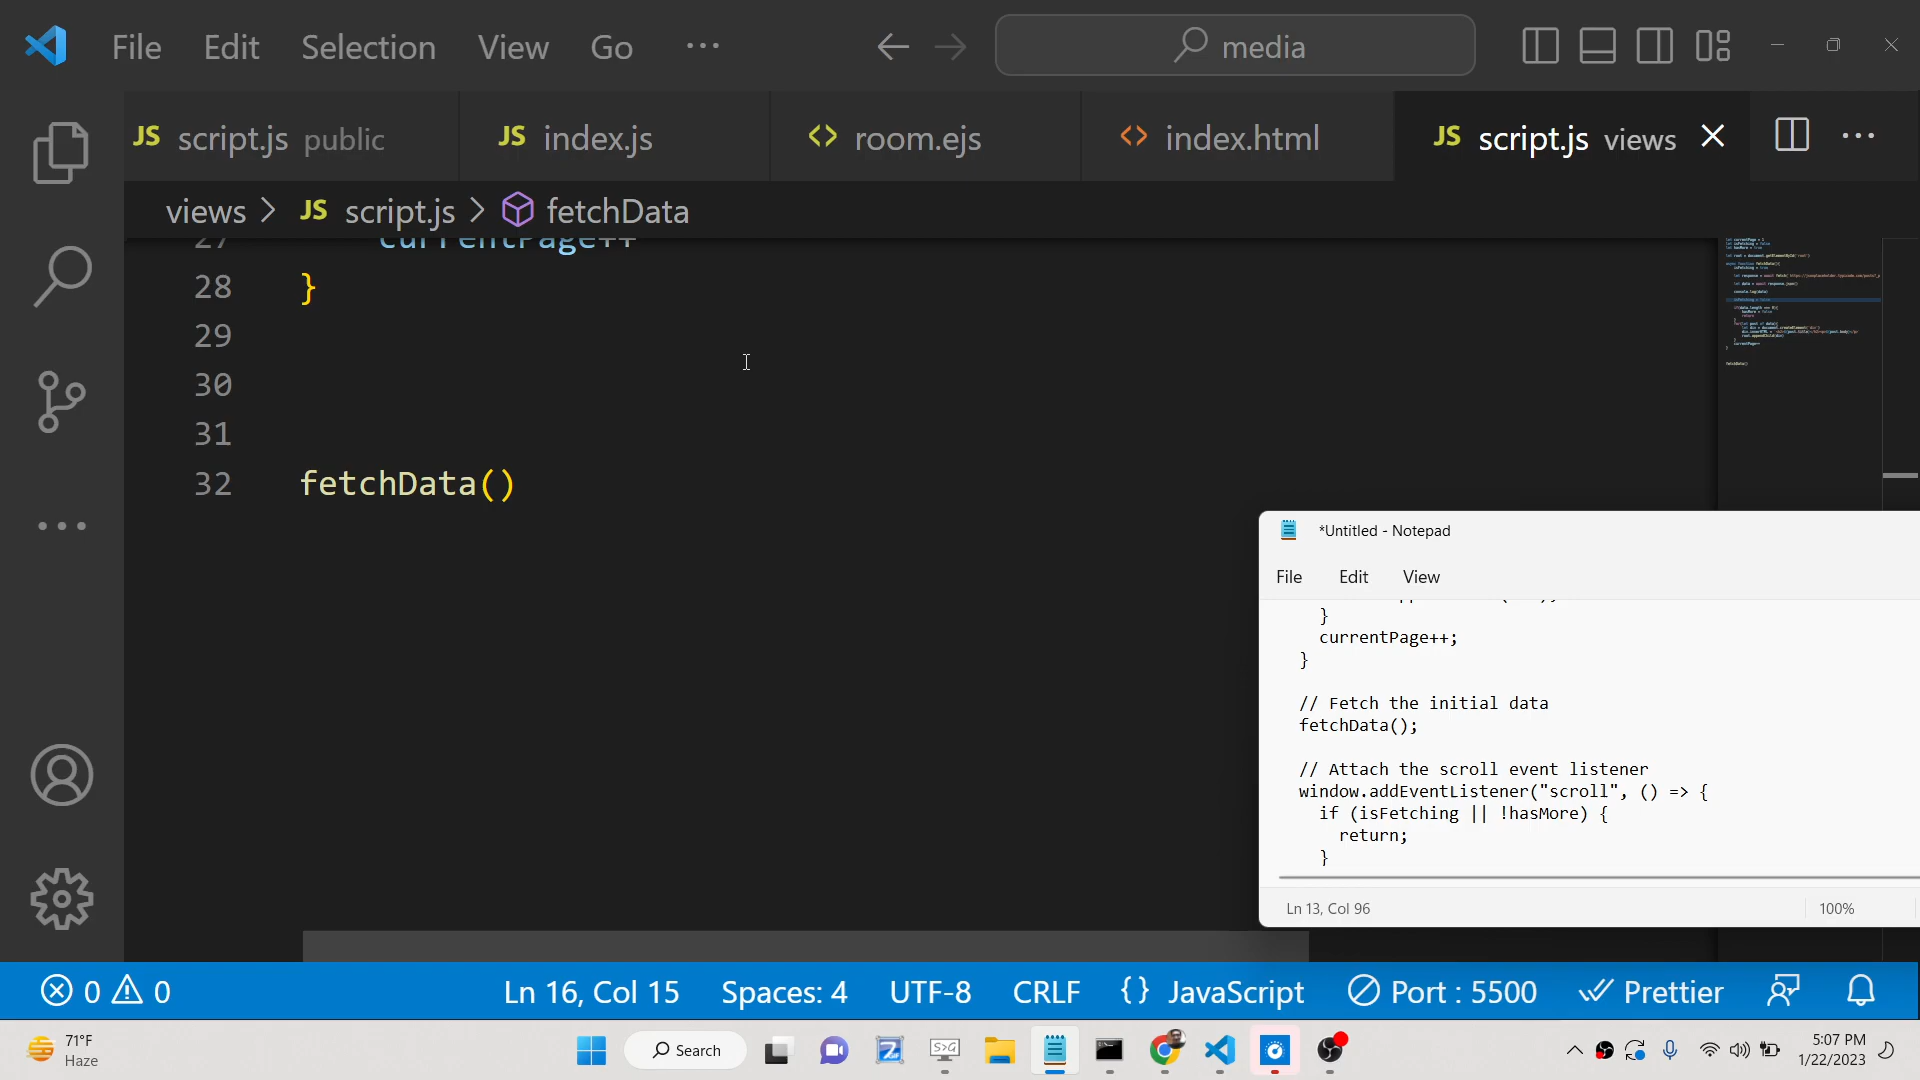 File Edit Selection View Go ··· media
JS script.js public JS index.js <> room.ejs <> index.html JS script.js views
views > JS script.js > fetchData
27 currentPage++
28 }
29
30
31
32 fetchData()
*Untitled - Notepad
File Edit View
}
currentPage++;
}
// Fetch the initial data
fetchData();
// Attach the scroll event listener
window.addEventListener("scroll", () => {
if (isFetching || !hasMore) {
return;
}
Ln 13, Col 96 100%
0 0 Ln 16, Col 15 Spaces: 4 UTF-8 CRLF {} JavaScript Port : 5500 Prettier
71°F
Haze
Search
5:07 PM
1/22/2023